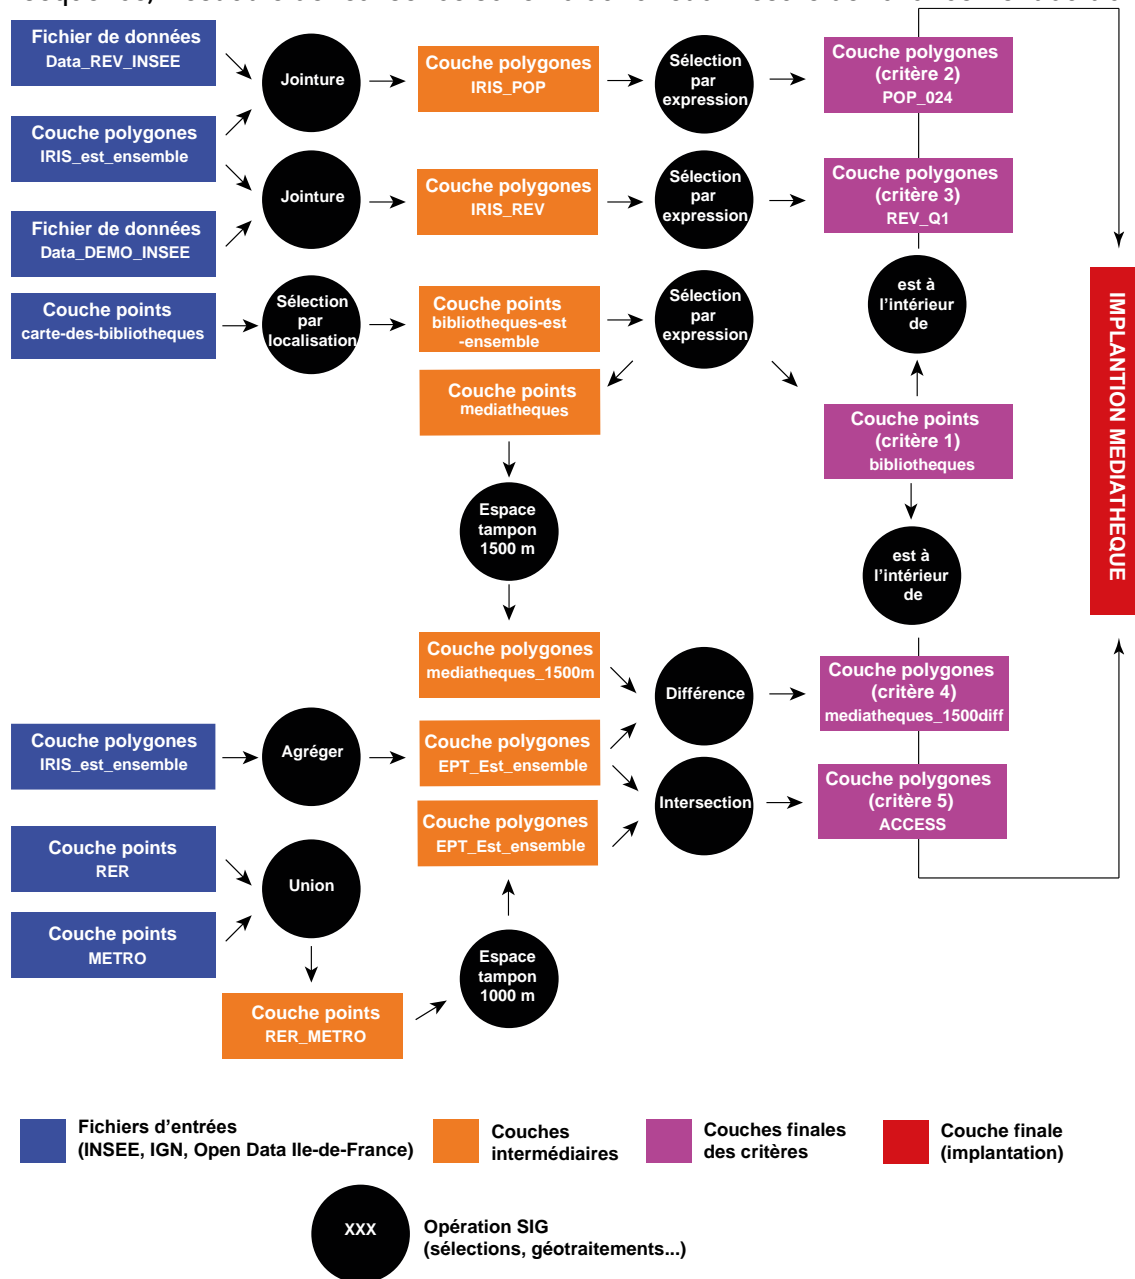 Fichier de données
Data_REV_INSEE
Jointure
Couche polygones
IRIS_POP
Sélection
par
expression
Couche polygones
(critère 2)
POP_024
Couche polygones
IRIS_est_ensemble
Jointure
Couche polygones
IRIS_REV
Sélection
par
expression
Couche polygones
(critère 3)
REV_Q1
Fichier de données
Data_DEMO_INSEE
Couche points
carte-des-bibliotheques
Sélection
par
localisation
Couche points
bibliotheques-est
-ensemble
Sélection
par
expression
est à
l’intérieur
de
IMPLANTION MEDIATHEQUE
Couche points
mediatheques
Couche points
(critère 1)
bibliotheques
Espace
tampon
1500 m
est à
l’intérieur
de
Couche polygones
mediatheques_1500m
Différence
Couche polygones
(critère 4)
mediatheques_1500diff
Couche polygones
IRIS_est_ensemble
Agréger
Couche polygones
EPT_Est_ensemble
Couche polygones
EPT_Est_ensemble
Intersection
Couche polygones
(critère 5)
ACCESS
Couche points
RER
Union
Couche points
METRO
Espace
tampon
1000 m
Couche points
RER_METRO
Fichiers d’entrées
(INSEE, IGN, Open Data Ile-de-France)
Couches
intermédiaires
Couches finales
des critères
Couche finale
(implantation)
XXX
Opération SIG
(sélections, géotraitements...)